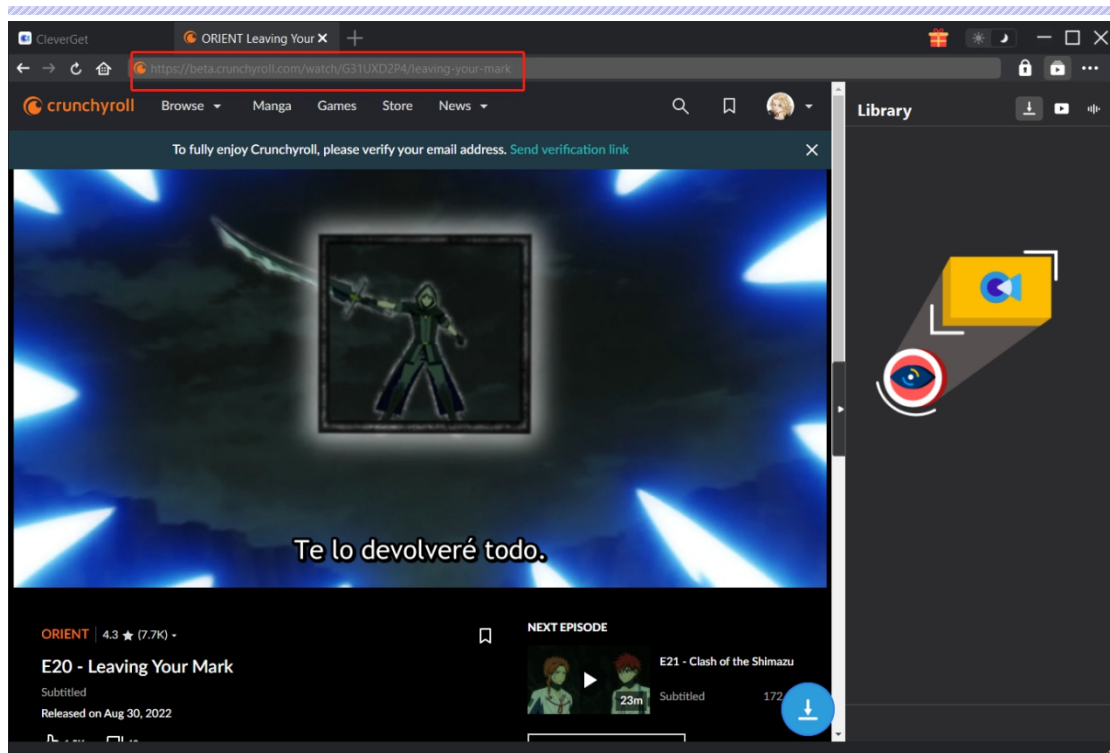 CleverGet
ORIENT Leaving Your
https://beta.crunchyroll.com/watch/G31UXD2P4/leaving-your-mark
crunchyroll Browse Manga Games Store News
Library
To fully enjoy Crunchyroll, please verify your email address. Send verification link
Te lo devolveré todo.
ORIENT 4.3 ★ (7.7K)
E20 - Leaving Your Mark
Subtitled
Released on Aug 30, 2022
NEXT EPISODE
E21 - Clash of the Shimazu
23m
Subtitled
172